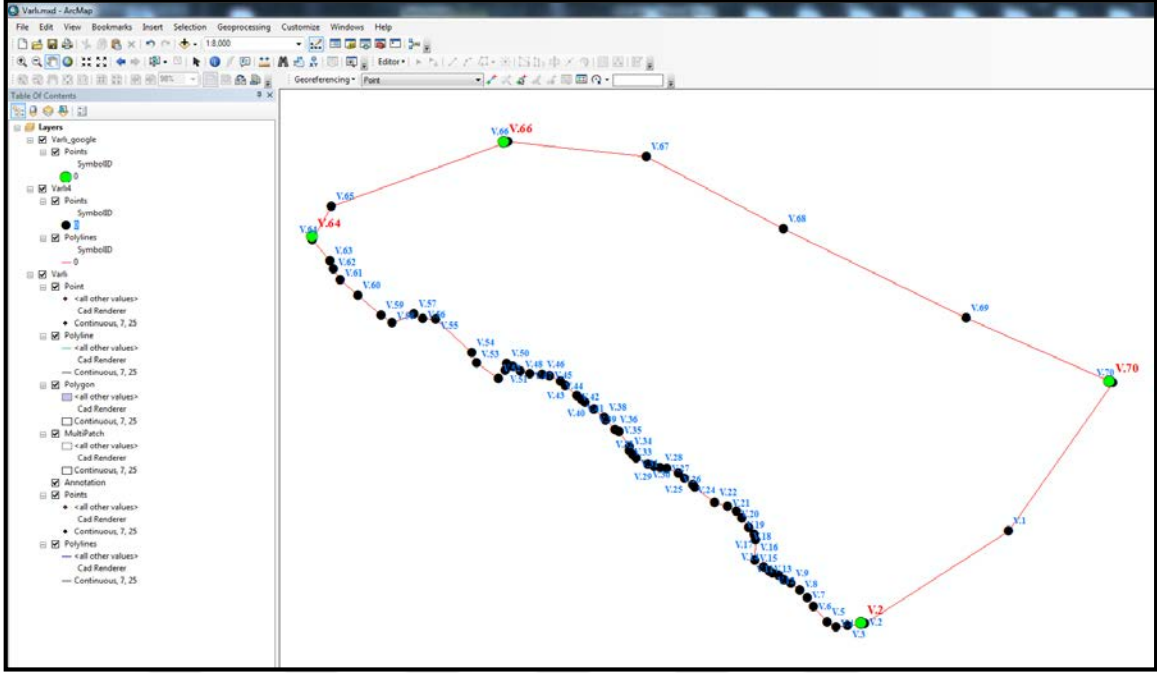 Varlı.mxd - ArcMap
File Edit View Bookmarks Insert Selection Geoprocessing Customize Windows Help
1:8,000
Editor
98%
Georeferencing Point
Table Of Contents
Layers
Varlı_google
Points
SymbolID
0
Varlı4
Points
SymbolID
0
Polylines
SymbolID
0
Varlı
Point
<all other values>
Cad Renderer
Continuous, 7, 25
Polyline
<all other values>
Cad Renderer
Continuous, 7, 25
Polygon
<all other values>
Cad Renderer
Continuous, 7, 25
MultiPatch
<all other values>
Cad Renderer
Continuous, 7, 25
Annotation
Points
<all other values>
Cad Renderer
Continuous, 7, 25
Polylines
<all other values>
Cad Renderer
Continuous, 7, 25
V.66 V.66
V.67
V.65
V.64 V.64
V.68
V.63
V.62
V.61
V.60
V.59 V.57
V.56
V.55
V.69
V.54
V.53
V.50
V.48 V.46
V.51
V.45
V.70 V.70
V.44
V.43
V.42
V.40
V.38
V.36
V.35
V.34
V.33
V.28
V.29
V.27
V.26
V.25 V.24
V.22
V.21
V.20
V.19
V.18
V.1
V.17 V.16
V.15
V.13 V.9
V.8
V.7
V.6
V.5
V.2
V.2
V.3